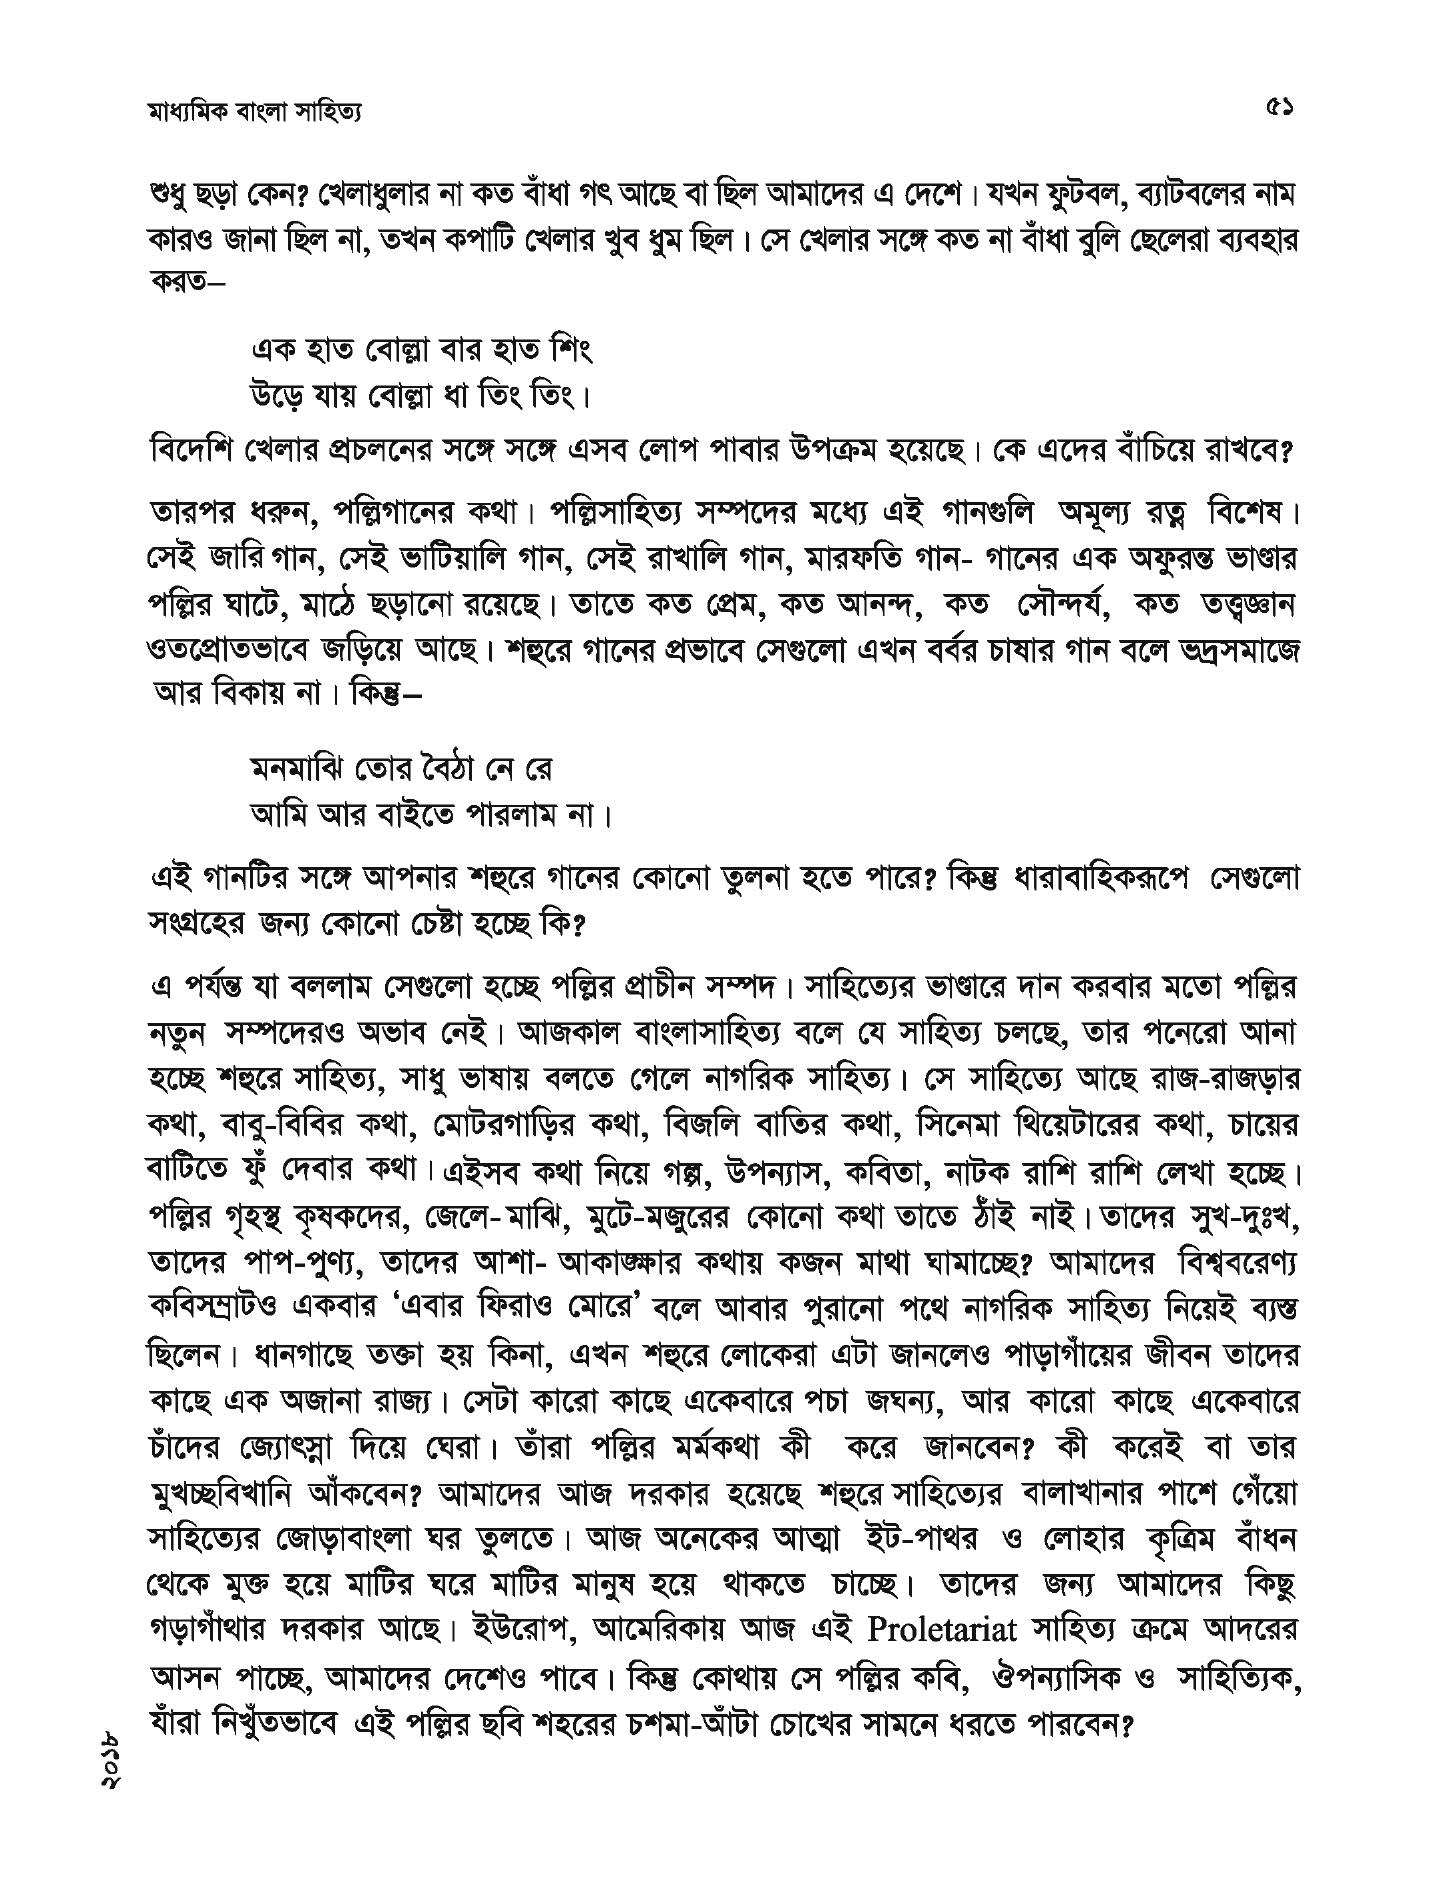 মাধ্যমিক বাংলা সাহিত্য
৫১
শুধু ছড়া কেন? খেলাধুলার না কত বাঁধা গৎ আছে বা ছিল আমাদের এ দেশে। যখন ফুটবল, ব্যাটবলের নাম
কারও জানা ছিল না, তখন কপাটি খেলার খুব ধুম ছিল। সে খেলার সঙ্গে কত না বাঁধা বুলি ছেলেরা ব্যবহার
করত–
এক হাত বোল্লা বার হাত শিং
উড়ে যায় বোল্লা ধা তিং তিং।
বিদেশি খেলার প্রচলনের সঙ্গে সঙ্গে এসব লোপ পাবার উপক্রম হয়েছে। কে এদের বাঁচিয়ে রাখবে?
তারপর ধরুন, পল্লিগানের কথা। পল্লিসাহিত্য সম্পদের মধ্যে এই গানগুলি অমূল্য রত্ন বিশেষ।
সেই জারি গান, সেই ভাটিয়ালি গান, সেই রাখালি গান, মারফতি গান- গানের এক অফুরন্ত ভাণ্ডার
পল্লির ঘাটে, মাঠে ছড়ানো রয়েছে। তাতে কত প্রেম, কত আনন্দ, কত সৌন্দর্য, কত তত্ত্বজ্ঞান
ওতপ্রোতভাবে জড়িয়ে আছে। শহুরে গানের প্রভাবে সেগুলো এখন বর্বর চাষার গান বলে ভদ্রসমাজে
আর বিকায় না। কিন্তু–
মনমাঝি তোর বৈঠা নে রে
আমি আর বাইতে পারলাম না।
এই গানটির সঙ্গে আপনার শহুরে গানের কোনো তুলনা হতে পারে? কিন্তু ধারাবাহিকরূপে সেগুলো
সংগ্রহের জন্য কোনো চেষ্টা হচ্ছে কি?
এ পর্যন্ত যা বললাম সেগুলো হচ্ছে পল্লির প্রাচীন সম্পদ। সাহিত্যের ভাণ্ডারে দান করবার মতো পল্লির
নতুন সম্পদেরও অভাব নেই। আজকাল বাংলাসাহিত্য বলে যে সাহিত্য চলছে, তার পনেরো আনা
হচ্ছে শহুরে সাহিত্য, সাধু ভাষায় বলতে গেলে নাগরিক সাহিত্য। সে সাহিত্যে আছে রাজ-রাজড়ার
কথা, বাবু-বিবির কথা, মোটরগাড়ির কথা, বিজলি বাতির কথা, সিনেমা থিয়েটারের কথা, চায়ের
বাটিতে ফুঁ দেবার কথা। এইসব কথা নিয়ে গল্প, উপন্যাস, কবিতা, নাটক রাশি রাশি লেখা হচ্ছে।
পল্লির গৃহস্থ কৃষকদের, জেলে-মাঝি, মুটে-মজুরের কোনো কথা তাতে ঠাঁই নাই। তাদের সুখ-দুঃখ,
তাদের পাপ-পুণ্য, তাদের আশা- আকাঙ্ক্ষার কথায় কজন মাথা ঘামাচ্ছে? আমাদের বিশ্ববরেণ্য
কবিসম্রাটও একবার ‘এবার ফিরাও মোরে’ বলে আবার পুরানো পথে নাগরিক সাহিত্য নিয়েই ব্যস্ত
ছিলেন। ধানগাছে তক্তা হয় কিনা, এখন শহুরে লোকেরা এটা জানলেও পাড়াগাঁয়ের জীবন তাদের
কাছে এক অজানা রাজ্য। সেটা কারো কাছে একেবারে পচা জঘন্য, আর কারো কাছে একেবারে
চাঁদের জ্যোৎস্না দিয়ে ঘেরা। তাঁরা পল্লির মর্মকথা কী করে জানবেন? কী করেই বা তার
মুখচ্ছবিখানি আঁকবেন? আমাদের আজ দরকার হয়েছে শহুরে সাহিত্যের বালাখানার পাশে গেঁয়ো
সাহিত্যের জোড়াবাংলা ঘর তুলতে। আজ অনেকের আত্মা ইট-পাথর ও লোহার কৃত্রিম বাঁধন
থেকে মুক্ত হয়ে মাটির ঘরে মাটির মানুষ হয়ে থাকতে চাচ্ছে। তাদের জন্য আমাদের কিছু
গড়াগাঁথার দরকার আছে। ইউরোপ, আমেরিকায় আজ এই Proletariat সাহিত্য ক্রমে আদরের
আসন পাচ্ছে, আমাদের দেশেও পাবে। কিন্তু কোথায় সে পল্লির কবি, ঔপন্যাসিক ও সাহিত্যিক,
যাঁরা নিখুঁতভাবে এই পল্লির ছবি শহরের চশমা-আঁটা চোখের সামনে ধরতে পারবেন?
২০১৮